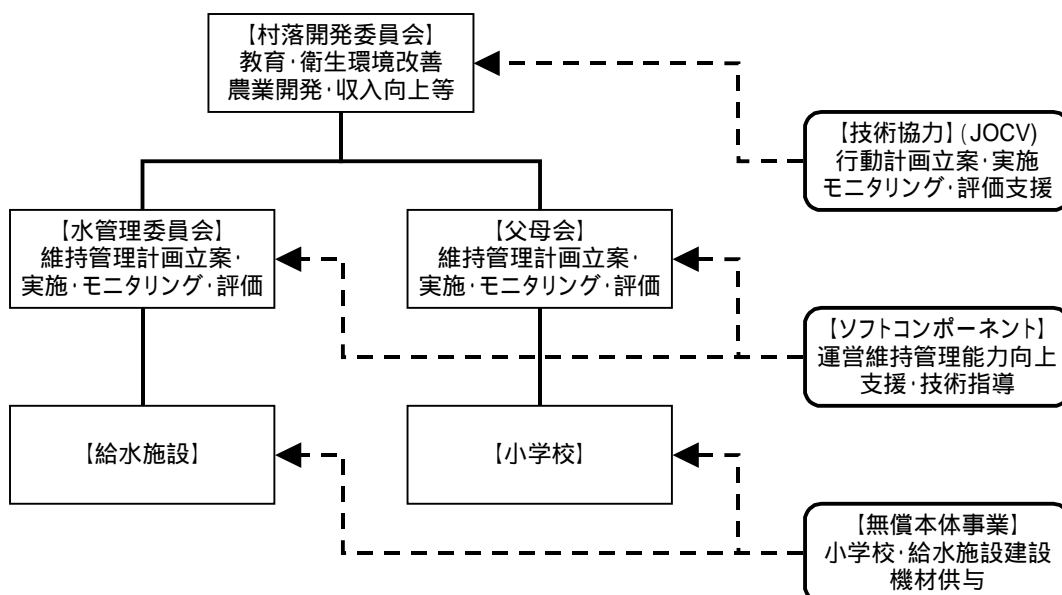 【村落開発委員会】
教育・衛生環境改善
農業開発・収入向上等
【技術協力】(JOCV)
行動計画立案・実施
モニタリング・評価支援
【水管理委員会】
維持管理計画立案・
実施・モニタリング・評価
【父母会】
維持管理計画立案・
実施・モニタリング・評価
【ソフトコンポーネント】
運営維持管理能力向上
支援・技術指導
【給水施設】
【小学校】
【無償本体事業】
小学校・給水施設建設
機材供与